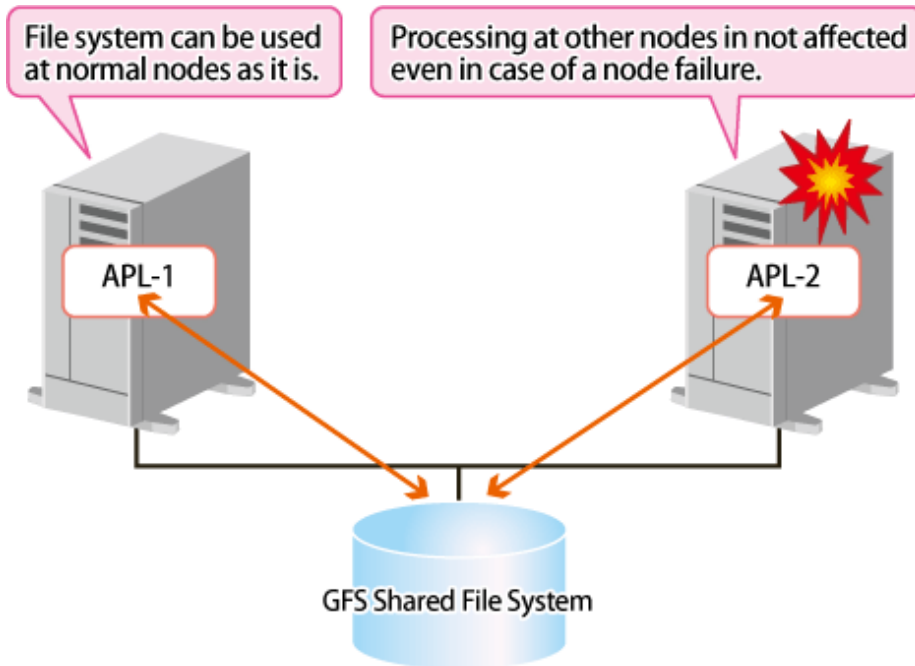 File system can be used
at normal nodes as it is.
Processing at other nodes in not affected
even in case of a node failure.
APL-1
APL-2
GFS Shared File System